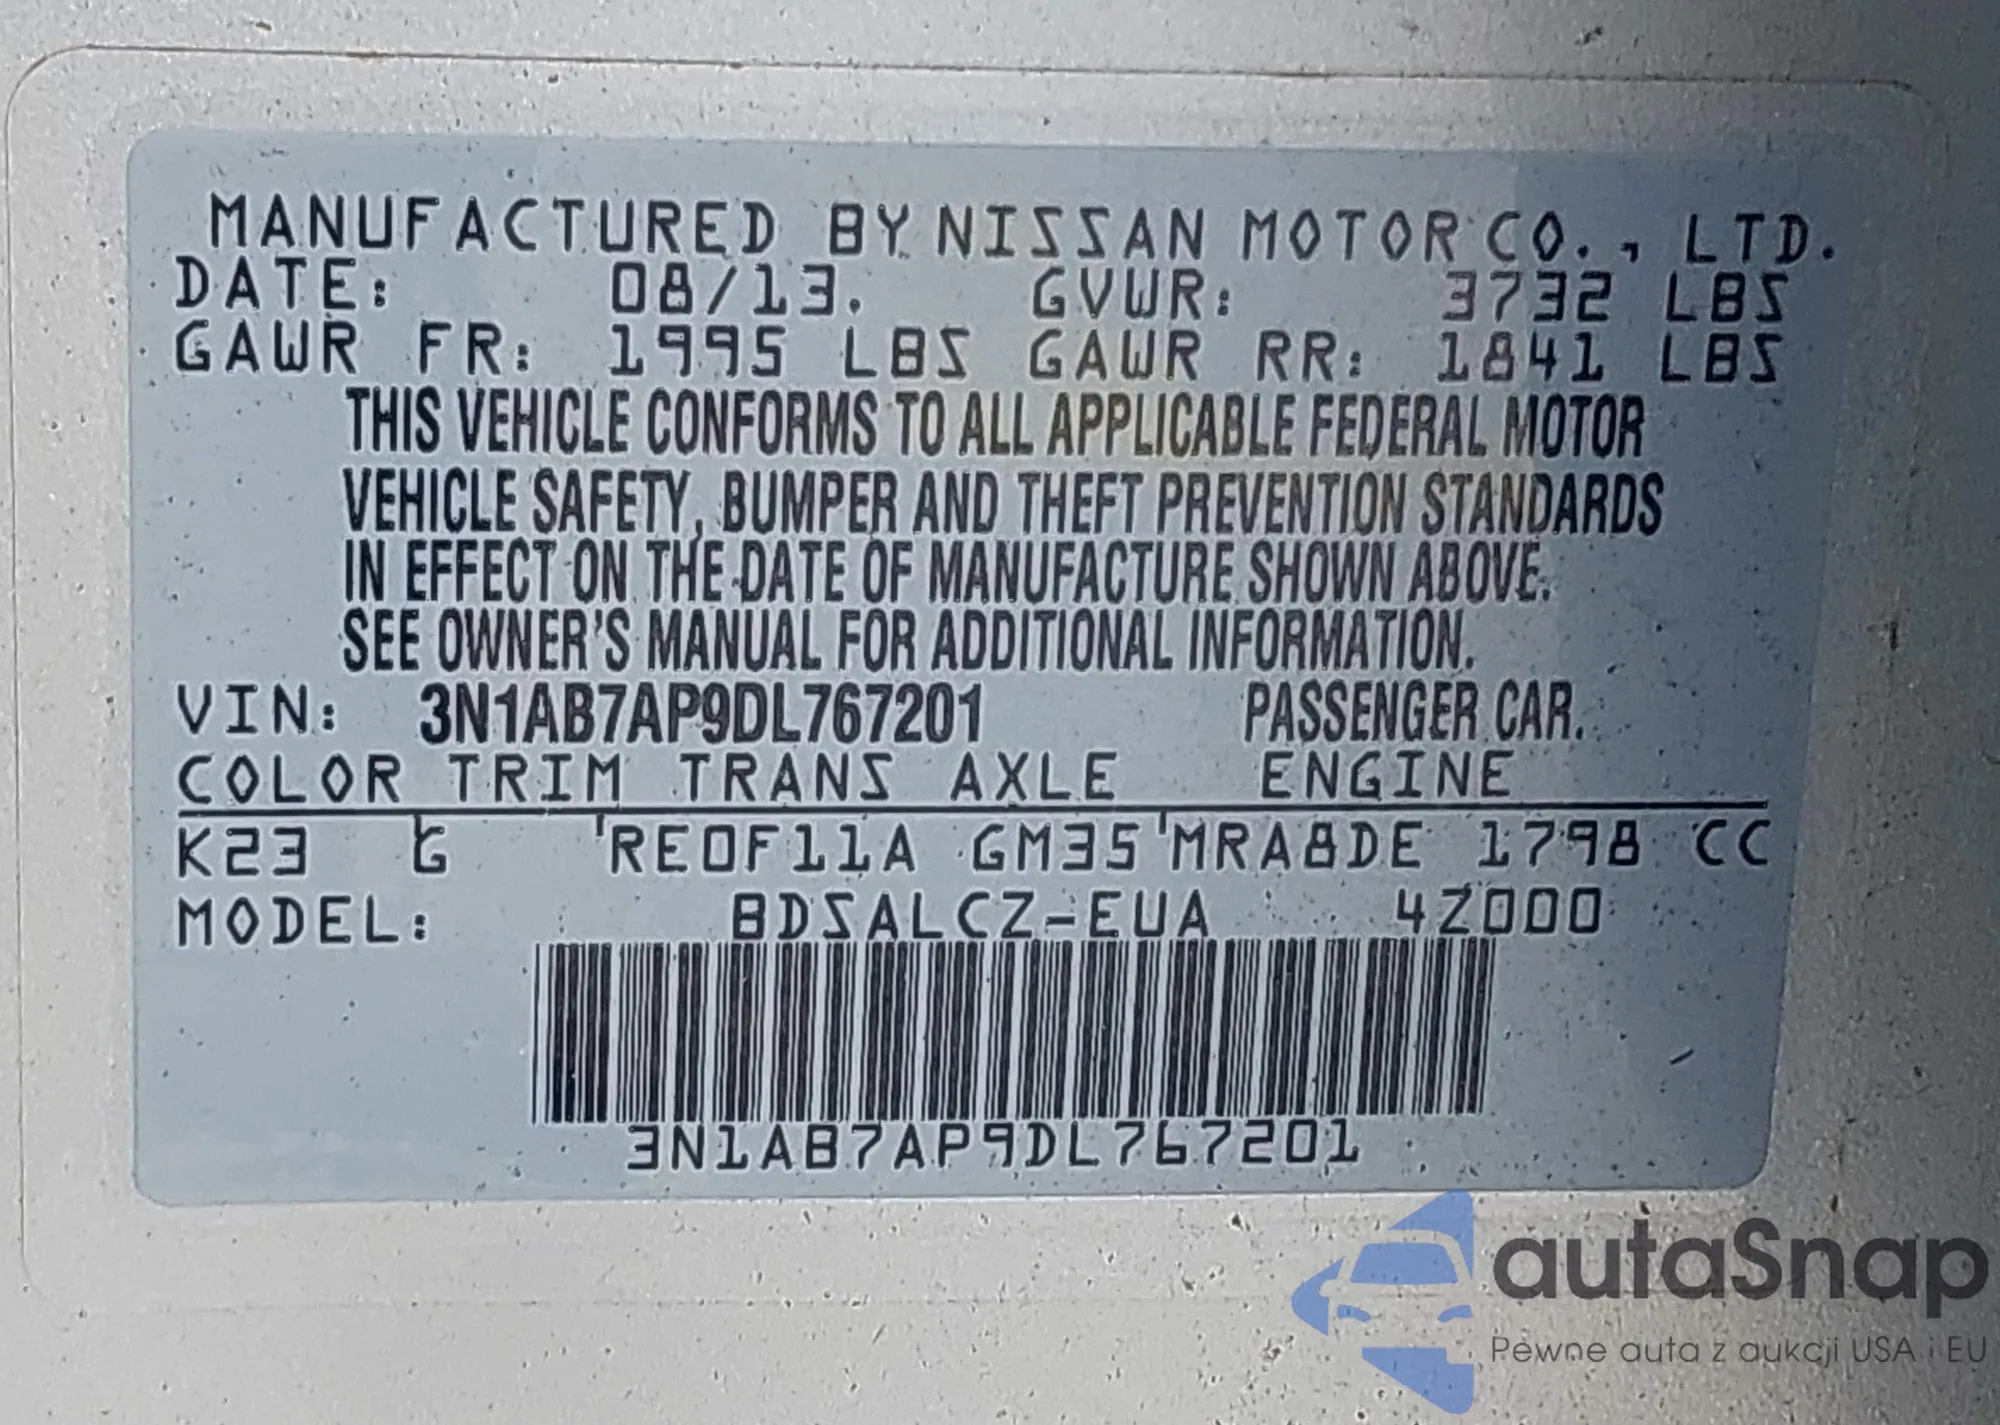 MANUFACTURED BY NISSAN MOTOR CO., LTD.
DATE: 08/13. GVWR: 3732 LBS
GAWR FR: 1995 LBS GAWR RR: 1841 LBS
THIS VEHICLE CONFORMS TO ALL APPLICABLE FEDERAL MOTOR
VEHICLE SAFETY, BUMPER AND THEFT PREVENTION STANDARDS
IN EFFECT ON THE DATE OF MANUFACTURE SHOWN ABOVE.
SEE OWNER'S MANUAL FOR ADDITIONAL INFORMATION.
VIN: 3N1AB7AP9DL767201 PASSENGER CAR.
COLOR TRIM TRANS AXLE ENGINE
K23 G RE0F11A GM35 MRA8DE 1798 CC
MODEL: BDSALCZ-EUA 4Z000
3N1AB7AP9DL767201
autaSnap
Pewne auta z aukcji USA i EU